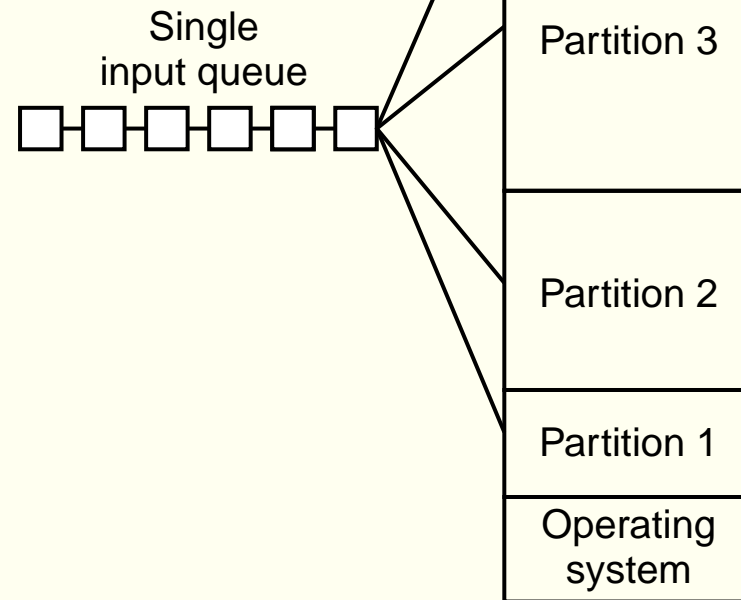 Single
input queue
Partition 3
Partition 2
Partition 1
Operating
system